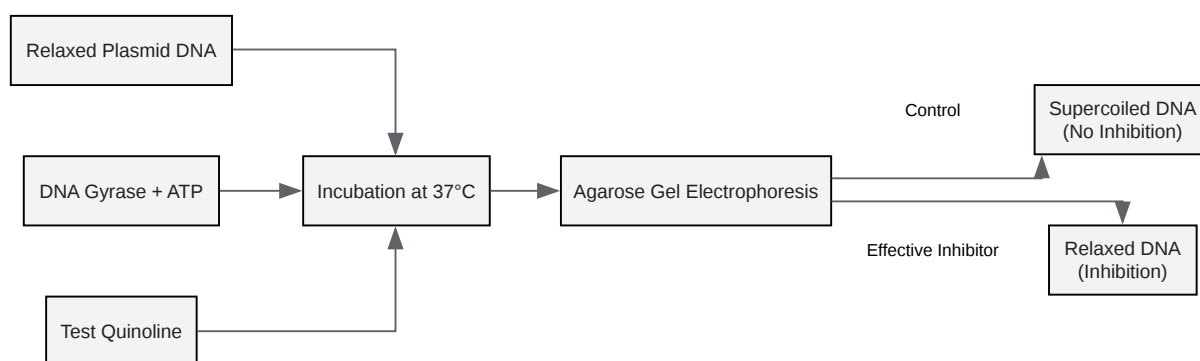 Relaxed Plasmid DNA
DNA Gyrase + ATP
Test Quinoline
Incubation at 37°C
Agarose Gel Electrophoresis
Control
Effective Inhibitor
Supercoiled DNA
(No Inhibition)
Relaxed DNA
(Inhibition)